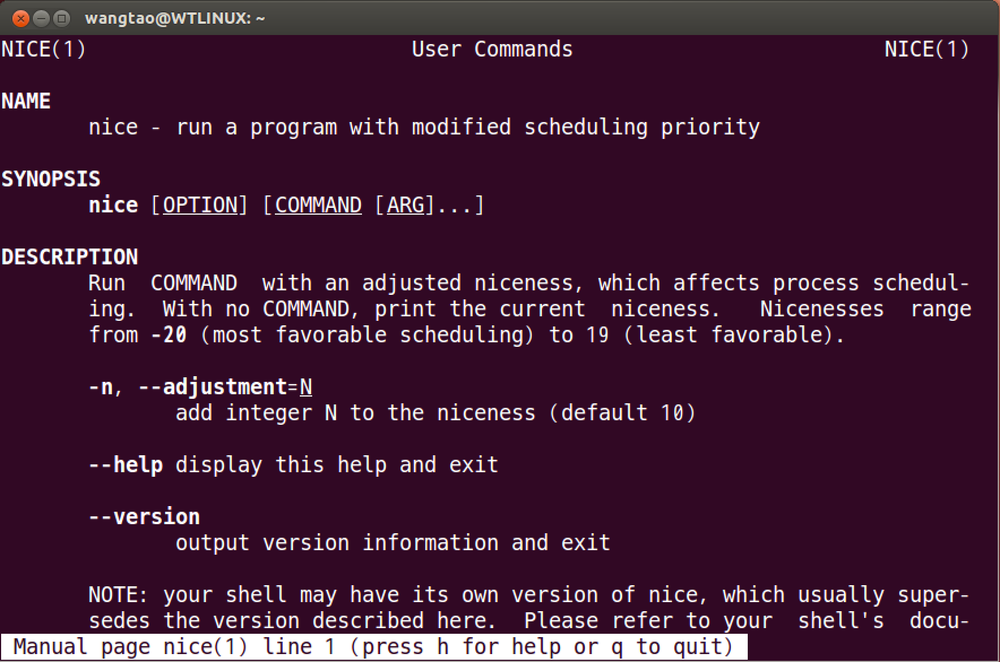 wangtao@WTLINUX: ~
NICE(1) User Commands NICE(1)
NAME
nice - run a program with modified scheduling priority
SYNOPSIS
nice [OPTION] [COMMAND [ARG]...]
DESCRIPTION
Run COMMAND with an adjusted niceness, which affects process schedul-
ing. With no COMMAND, print the current niceness. Nicenesses range
from -20 (most favorable scheduling) to 19 (least favorable).
-n, --adjustment=N
add integer N to the niceness (default 10)
--help display this help and exit
--version
output version information and exit
NOTE: your shell may have its own version of nice, which usually super-
sedes the version described here. Please refer to your shell's docu-
Manual page nice(1) line 1 (press h for help or q to quit)